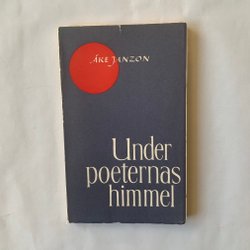 ÅKE JANZON
Under
poeternas
himmel